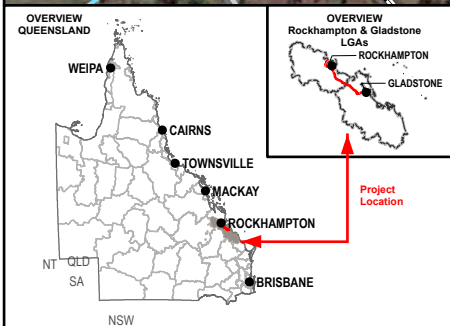 OVERVIEW
QUEENSLAND
WEIPA
CAIRNS
TOWNSVILLE
MACKAY
ROCKHAMPTON
BRISBANE
NT
QLD
SA
NSW
OVERVIEW
Rockhampton & Gladstone
LGAs
ROCKHAMPTON
GLADSTONE
Project
Location